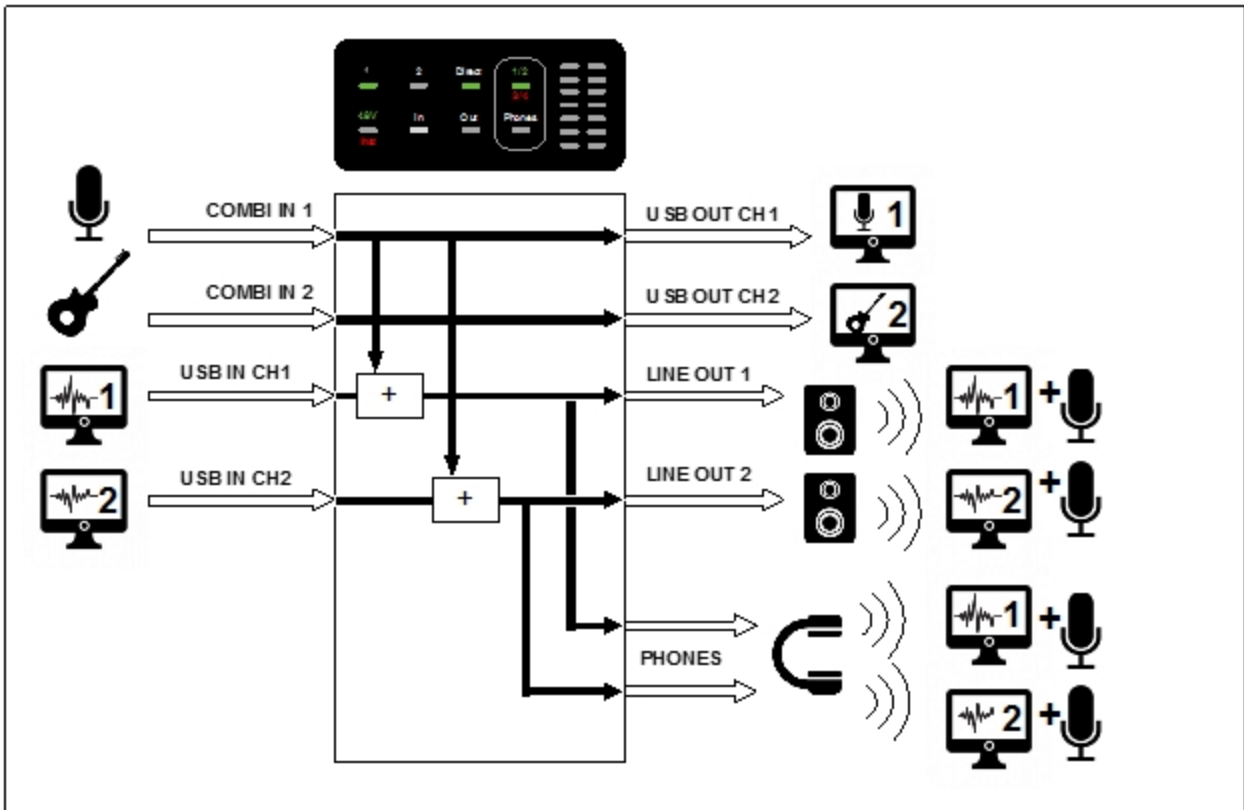 1 2 Direct 1/2
3/4
48V In Out Phones
Inst
COMBI IN 1
USB OUT CH1
1
COMBI IN 2
USB OUT CH2
2
USB IN CH1
LINE OUT 1
1
+
1 +
USB IN CH2
LINE OUT 2
2
+
2 +
1 +
PHONES
2 +